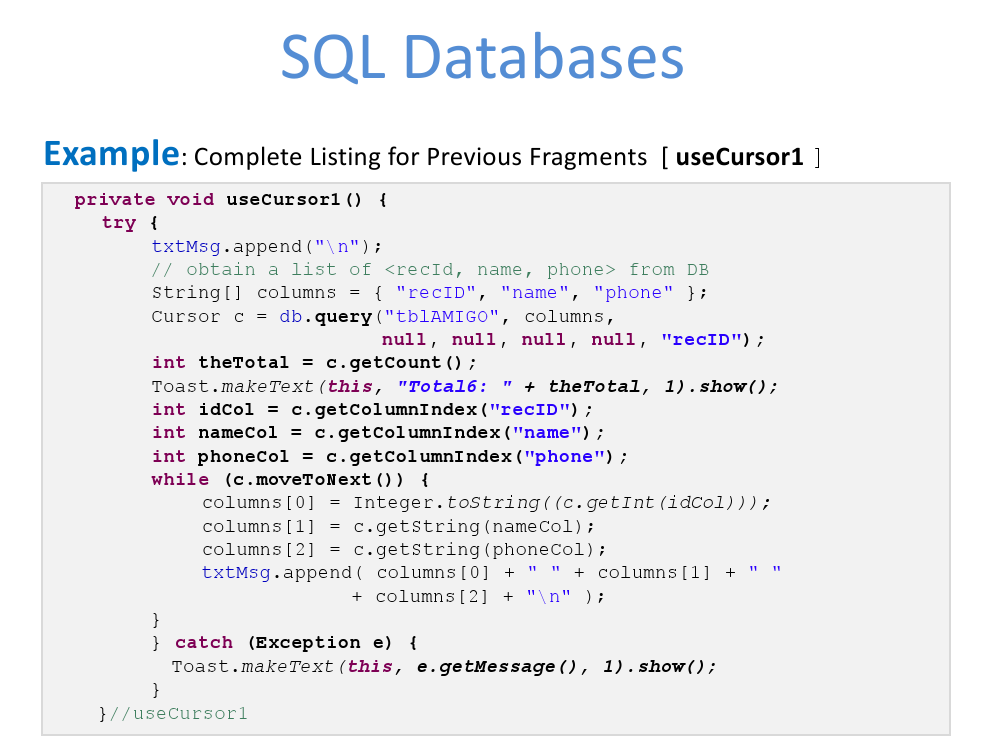 SQL Databases
Example: Complete Listing for Previous Fragments [ useCursor1 ]
private void useCursor1() {
try {
txtMsg.append("\n");
// obtain a list of <recId, name, phone> from DB
String[] columns = { "recID", "name", "phone" };
Cursor c = db.query("tblAMIGO", columns,
null, null, null, null, "recID");
int theTotal = c.getCount();
Toast.makeText(this, "Total6: " + theTotal, 1).show();
int idCol = c.getColumnIndex("recID");
int nameCol = c.getColumnIndex("name");
int phoneCol = c.getColumnIndex("phone");
while (c.moveToNext()) {
columns[0] = Integer.toString((c.getInt(idCol)));
columns[1] = c.getString(nameCol);
columns[2] = c.getString(phoneCol);
txtMsg.append( columns[0] + " " + columns[1] + " "
+ columns[2] + "\n" );
}
} catch (Exception e) {
Toast.makeText(this, e.getMessage(), 1).show();
}
}//useCursor1